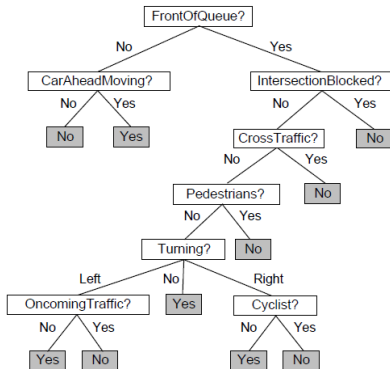 FrontOfQueue?
No Yes
CarAheadMoving? IntersectionBlocked?
No Yes No Yes
No Yes CrossTraffic? No
No Yes
Pedestrians? No
No Yes
Turning? No
Left No Right
OncomingTraffic? Yes Cyclist?
No Yes No Yes
Yes No Yes No